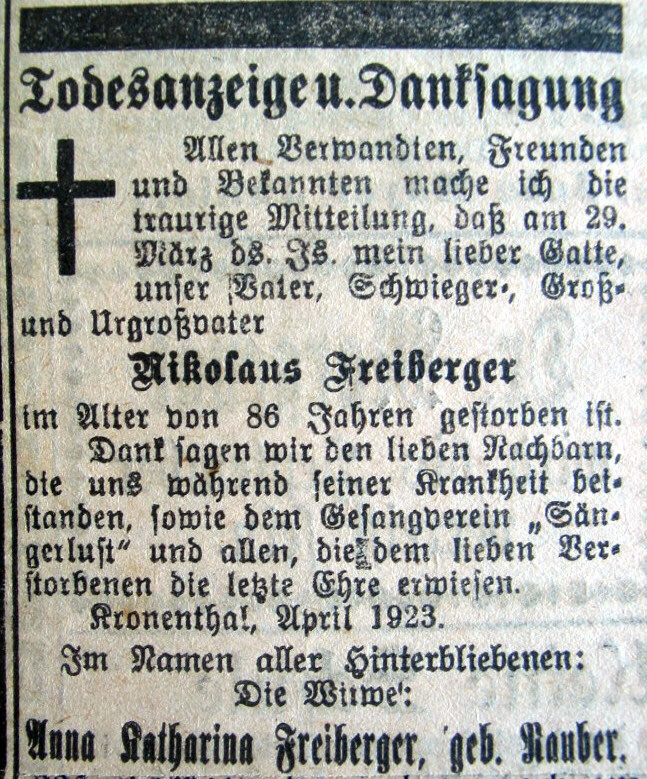 Todesanzeige u. Danksagung
Allen Verwandten, Freunden
und Bekannten mache ich die
traurige Mitteilung, daß am 29.
März ds. Js. mein lieber Gatte,
unser Vater, Schwieger-, Groß-
und Urgroßvater
Nikolaus Freiberger
im Alter von 86 Jahren gestorben ist.
Dank sagen wir den lieben Nachbarn,
die uns während seiner Krankheit bei-
standen, sowie dem Gesangverein „Sän-
gerlust“ und allen, die dem lieben Ver-
storbenen die letzte Ehre erwiesen.
Kronenthal, April 1923.
Im Namen aller Hinterbliebenen:
Die Witwe:
Anna Katharina Freiberger, geb. Rauber.